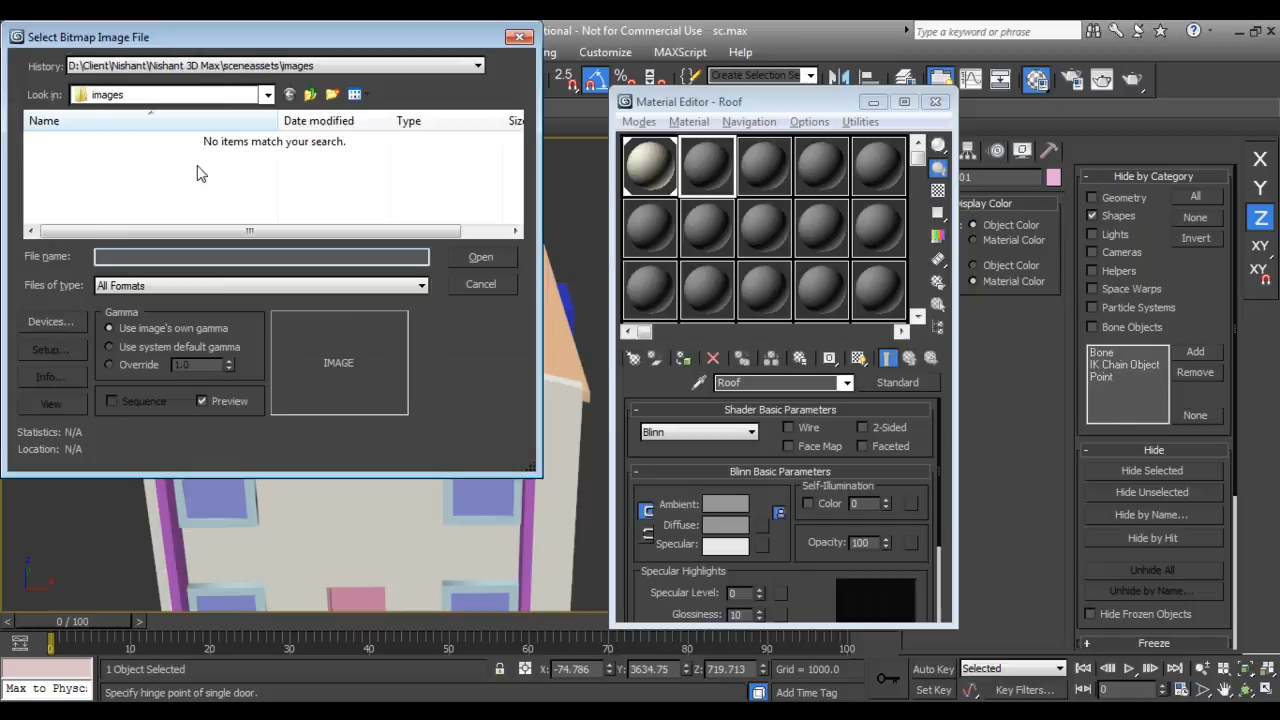 Select Bitmap Image File
History: D:\Client\Nishant\Nishant 3D Max\sceneassets\images
Look in: images
Name Date modified Type
No items match your search.
File name: Open
Files of type: All Formats Cancel
Devices...
Setup...
Info...
View
Gamma
Use image's own gamma
Use system default gamma
Override 1.0
Sequence Preview
IMAGE
Statistics: N/A
Location: N/A
- Not for Commercial Use sc.max
Type a keyword or phrase
Customize MAXScript Help
2.5 Create Selection Se
Material Editor - Roof
Modes Material Navigation Options Utilities
Roof Standard
- Shader Basic Parameters
Blinn Wire 2-Sided
Face Map Faceted
- Blinn Basic Parameters
Self-Illumination
Ambient: Color 0
Diffuse:
Specular: Opacity: 100
Specular Highlights
Specular Level: 0
Glossiness: 10
01
Display Color
Object Color
Material Color
Object Color
Material Color
- Hide by Category
Geometry All
Shapes None
Lights Invert
Cameras
Helpers
Space Warps
Particle Systems
Bone Objects
Bone Add
IK Chain Object Remove
Point
None
- Hide
Hide Selected
Hide Unselected
Hide by Name...
Hide by Hit
Unhide All
Unhide by Name...
Hide Frozen Objects
+ Freeze
X
Y
Z
XY
XY
z
x
< 0 / 100 >
0 10 20 30 40 50 60 70 80 90 100
1 Object Selected X: -74.786 Y: 3634.75 Z: 719.713 Grid = 1000.0 Auto Key Selected
Max to Physc. Specify hinge point of single door. Add Time Tag Set Key Key Filters... 0